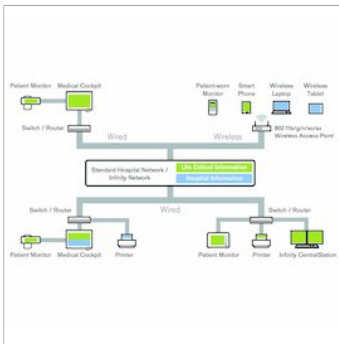 Patient Monitor
Medical Cockpit
Patient-worn
Monitor
Smart
Phone
Wireless
Laptop
Wireless
Tablet
Switch / Router
Wired
Wireless
802.11b/g/n/ac/ax
Wireless Access Point
Standard Hospital Network /
Infinity Network
Life Critical Information
Hospital Information
Switch / Router
Wired
Switch / Router
Patient Monitor
Medical Cockpit
Printer
Patient Monitor
Printer
Infinity CentralStation